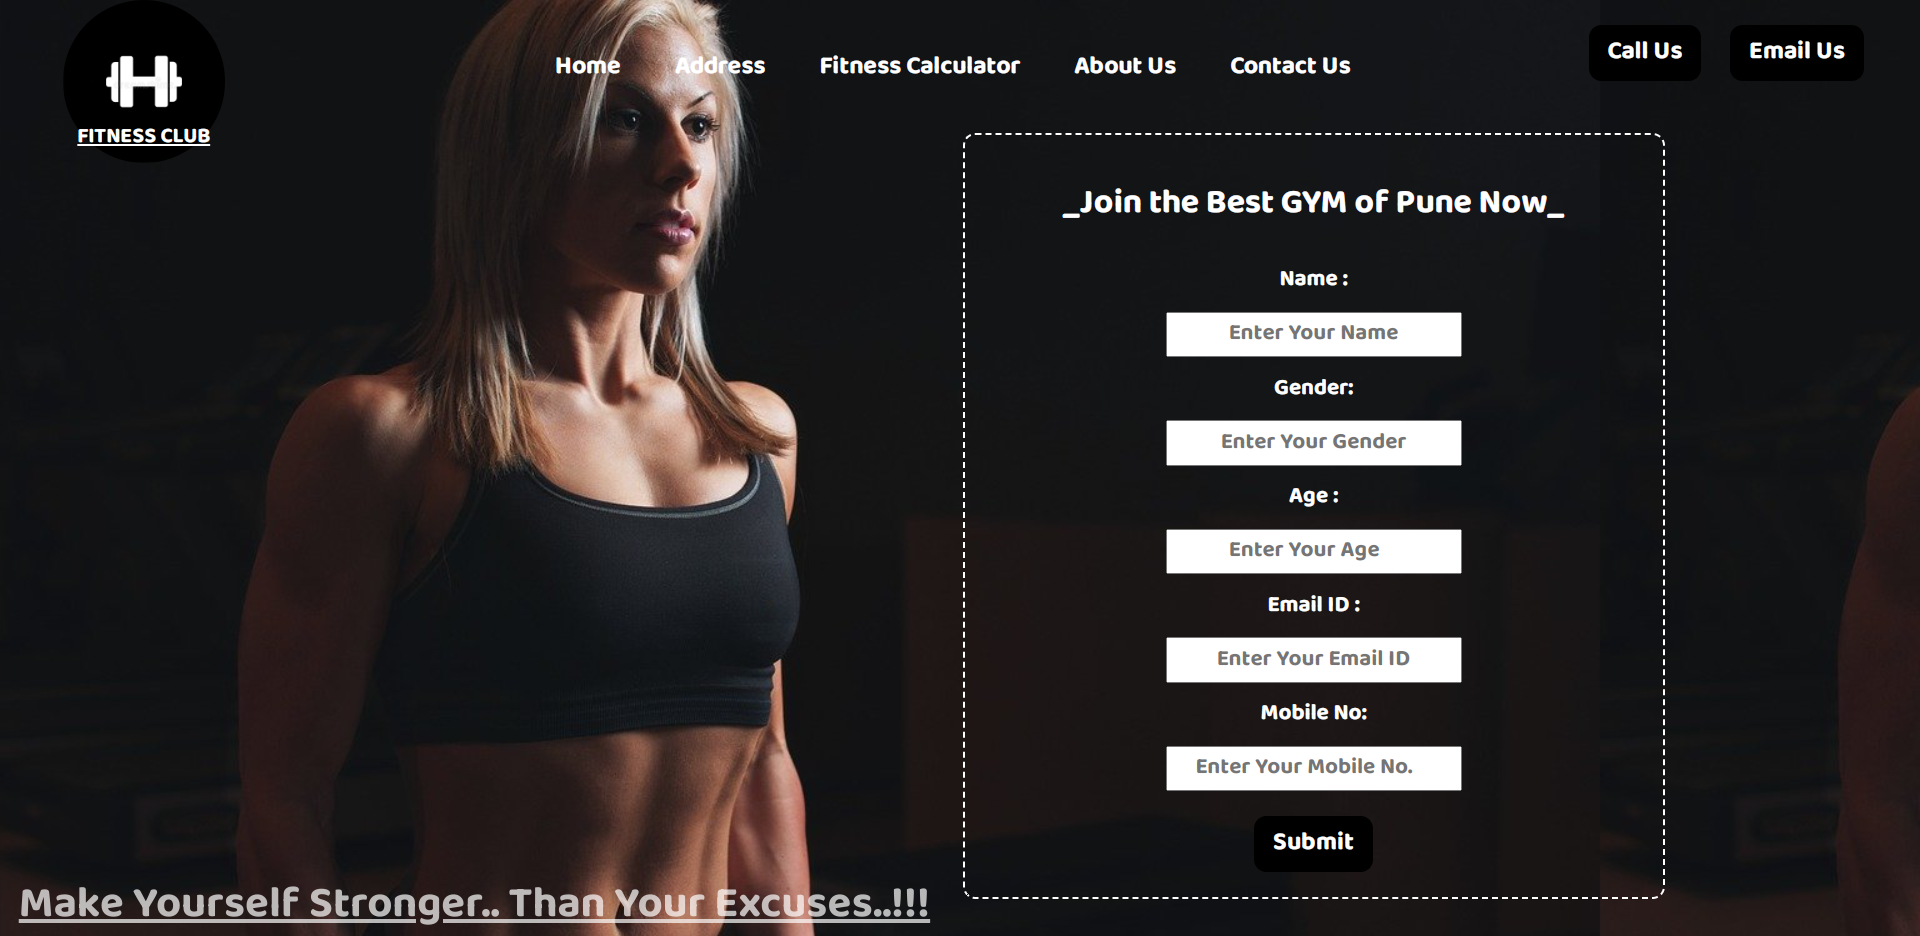 FITNESS CLUB
Home Address Fitness Calculator About Us Contact Us
Call Us Email Us
_Join the Best GYM of Pune Now_
Name :
Enter Your Name
Gender:
Enter Your Gender
Age :
Enter Your Age
Email ID :
Enter Your Email ID
Mobile No:
Enter Your Mobile No.
Submit
Make Yourself Stronger.. Than Your Excuses..!!!